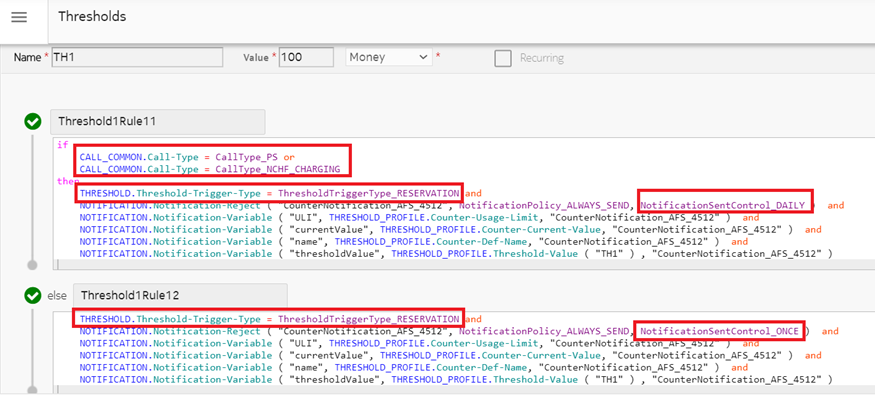 Thresholds
Name * TH1 Value * 100 Money * Recurring
Threshold1Rule11
if
CALL_COMMON.Call-Type = CallType_PS or
CALL_COMMON.Call-Type = CallType_NCHF_CHARGING
then
THRESHOLD.Threshold-Trigger-Type = ThresholdTriggerType_RESERVATION and
NOTIFICATION.Notification-Reject ( "CounterNotification_AFS_4512", NotificationPolicy_ALWAYS_SEND, NotificationSentControl_DAILY ) and
NOTIFICATION.Notification-Variable ( "ULI", THRESHOLD_PROFILE.Counter-Usage-Limit, "CounterNotification_AFS_4512" ) and
NOTIFICATION.Notification-Variable ( "currentValue", THRESHOLD_PROFILE.Counter-Current-Value, "CounterNotification_AFS_4512" ) and
NOTIFICATION.Notification-Variable ( "name", THRESHOLD_PROFILE.Counter-Def-Name, "CounterNotification_AFS_4512" ) and
NOTIFICATION.Notification-Variable ( "thresholdValue", THRESHOLD_PROFILE.Threshold-Value ( "TH1" ) , "CounterNotification_AFS_4512" )
else Threshold1Rule12
THRESHOLD.Threshold-Trigger-Type = ThresholdTriggerType_RESERVATION and
NOTIFICATION.Notification-Reject ( "CounterNotification_AFS_4512", NotificationPolicy_ALWAYS_SEND, NotificationSentControl_ONCE ) and
NOTIFICATION.Notification-Variable ( "ULI", THRESHOLD_PROFILE.Counter-Usage-Limit, "CounterNotification_AFS_4512" ) and
NOTIFICATION.Notification-Variable ( "currentValue", THRESHOLD_PROFILE.Counter-Current-Value, "CounterNotification_AFS_4512" ) and
NOTIFICATION.Notification-Variable ( "name", THRESHOLD_PROFILE.Counter-Def-Name, "CounterNotification_AFS_4512" ) and
NOTIFICATION.Notification-Variable ( "thresholdValue", THRESHOLD_PROFILE.Threshold-Value ( "TH1" ) , "CounterNotification_AFS_4512" )